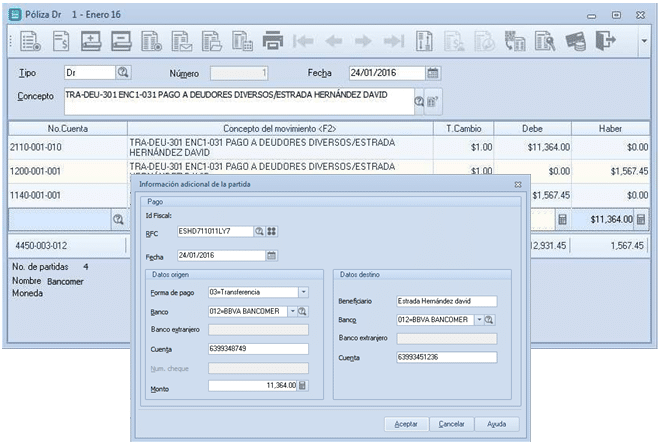 Póliza Dr 1 - Enero 16
Tipo Dr Número 1 Fecha 24/01/2016
Concepto TRA-DEU-301 ENC1-031 PAGO A DEUDORES DIVERSOS/ESTRADA HERNÁNDEZ DAVID
No.Cuenta Concepto del movimiento <F2> T.Cambio Debe Haber
2110-001-010 TRA-DEU-301 ENC1-031 PAGO A DEUDORES DIVERSOS/ESTRADA HERNÁNDEZ DAVID $1.00 $11,364.00 $0.00
1200-001-001 TRA-DEU-301 ENC1-031 PAGO A DEUDORES DIVERSOS/ESTRADA $1.00 $0.00 $1,567.45
1140-001-001 $1,567.45 $0.00
$11,364.00
4450-003-012 12,931.45 1,567.45
No. de partidas 4
Nombre Bancomer
Moneda
Información adicional de la partida
Pago
Id Fiscal:
RFC ESHD711011LY7
Fecha 24/01/2016
Datos origen
Forma de pago 03=Transferencia
Banco 012=BBVA BANCOMER
Banco extranjero
Cuenta 6399348749
Num. cheque
Monto 11,364.00
Datos destino
Beneficiario Estrada Hernández david
Banco 012=BBVA BANCOMER
Banco extranjero
Cuenta 63993451236
Aceptar Cancelar Ayuda